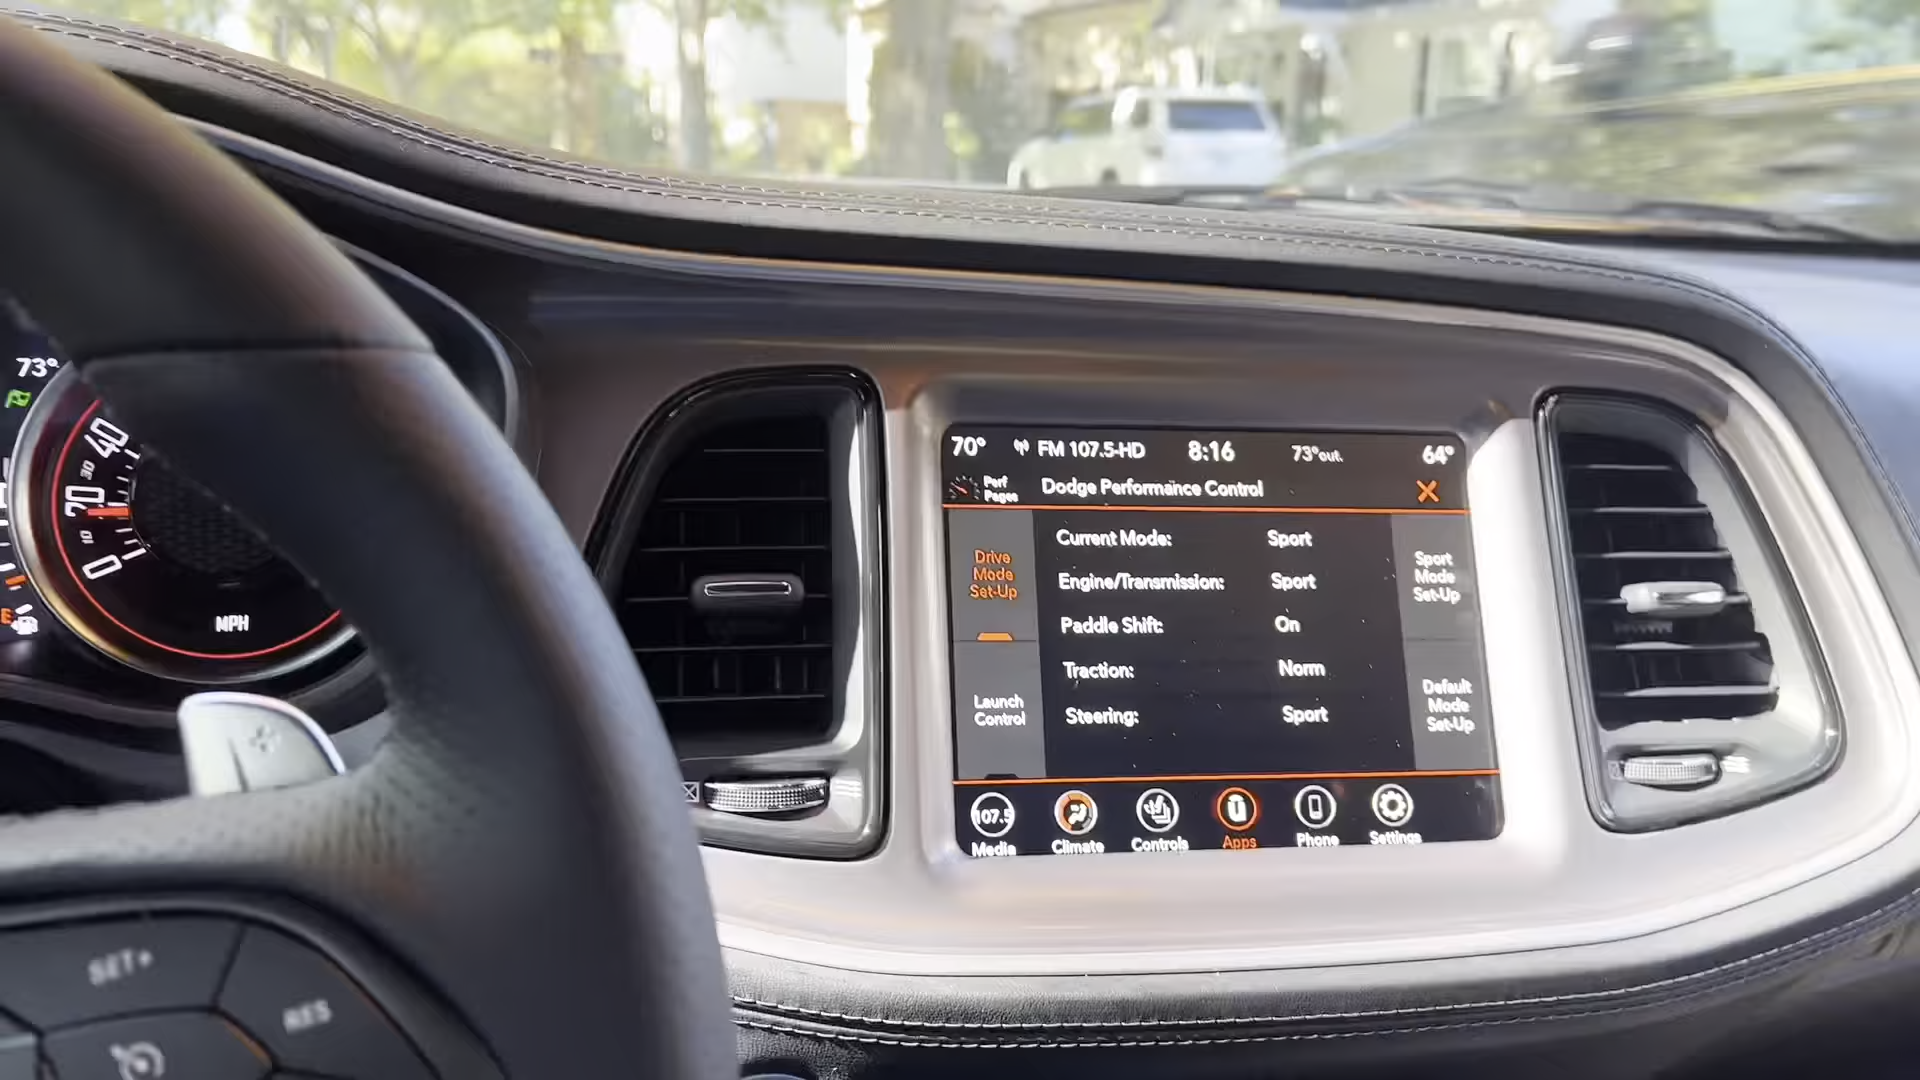 73°
40
30
20
10
0
MPH
E
SET+
RES
70°
FM 107.5-HD
8:16
73°out.
64°
Perf
Pages
Dodge Performance Control
Drive
Mode
Set-Up
Launch
Control
Current Mode: Sport
Engine/Transmission: Sport
Paddle Shift: On
Traction: Norm
Steering: Sport
Sport
Mode
Set-Up
Default
Mode
Set-Up
107.5
Media
Climate
Controls
Apps
Phone
Settings